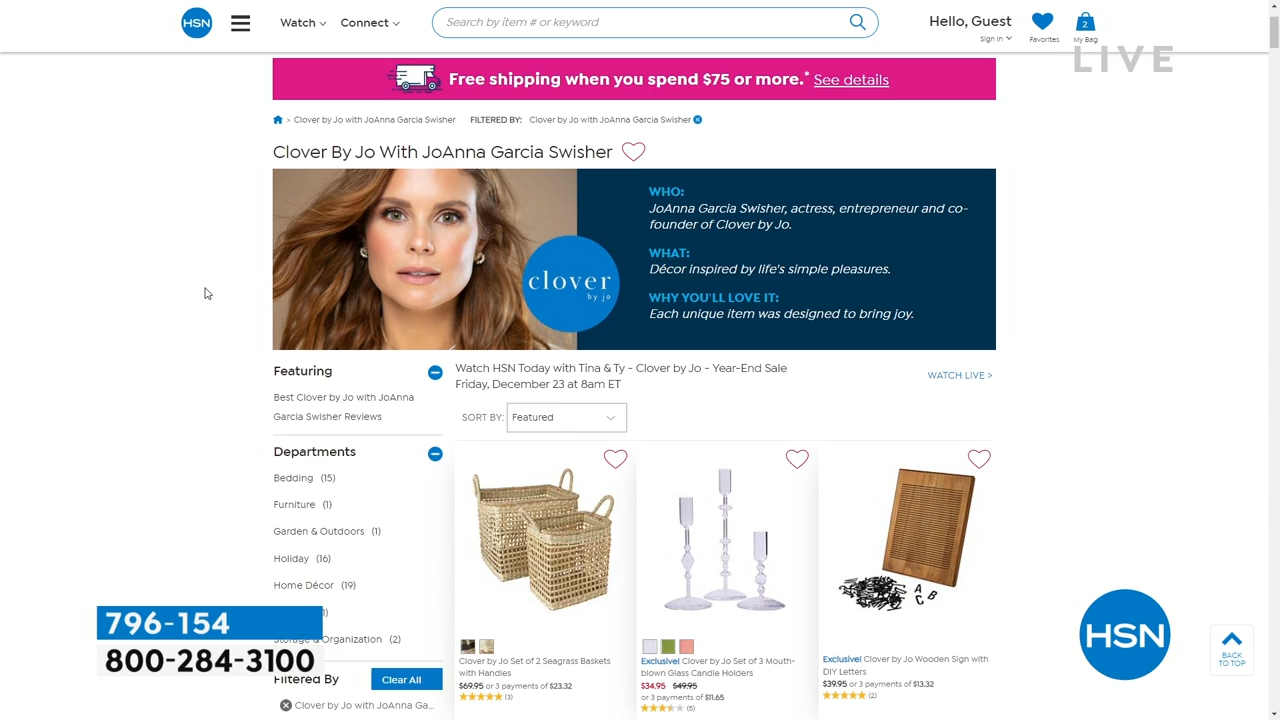 HSN
Watch
Connect
Search by item # or keyword
Hello, Guest
Sign In
Favorites
2
My Bag
LIVE
Free shipping when you spend $75 or more.* See details
> Clover by Jo with JoAnna Garcia Swisher FILTERED BY: Clover by Jo with JoAnna Garcia Swisher
Clover By Jo With JoAnna Garcia Swisher
WHO:
JoAnna Garcia Swisher, actress, entrepreneur and co-
founder of Clover by Jo.
WHAT:
Décor inspired by life's simple pleasures.
WHY YOU'LL LOVE IT:
Each unique item was designed to bring joy.
clover
by jo
Featuring
Best Clover by Jo with JoAnna
Garcia Swisher Reviews
Watch HSN Today with Tina & Ty - Clover by Jo - Year-End Sale
Friday, December 23 at 8am ET
WATCH LIVE >
SORT BY: Featured
Departments
Bedding (15)
Furniture (1)
Garden & Outdoors (1)
Holiday (16)
Home Décor (19)
Storage & Organization (2)
Filtered By
Clear All
Clover by Jo with JoAnna Ga...
A B
C
Clover by Jo Set of 2 Seagrass Baskets
with Handles
$69.95 or 3 payments of $23.32
(3)
Exclusive! Clover by Jo Set of 3 Mouth-
blown Glass Candle Holders
$34.95 $49.95
or 3 payments of $11.65
(5)
Exclusive! Clover by Jo Wooden Sign with
DIY Letters
$39.95 or 3 payments of $13.32
(2)
796-154
800-284-3100
HSN
BACK
TO TOP